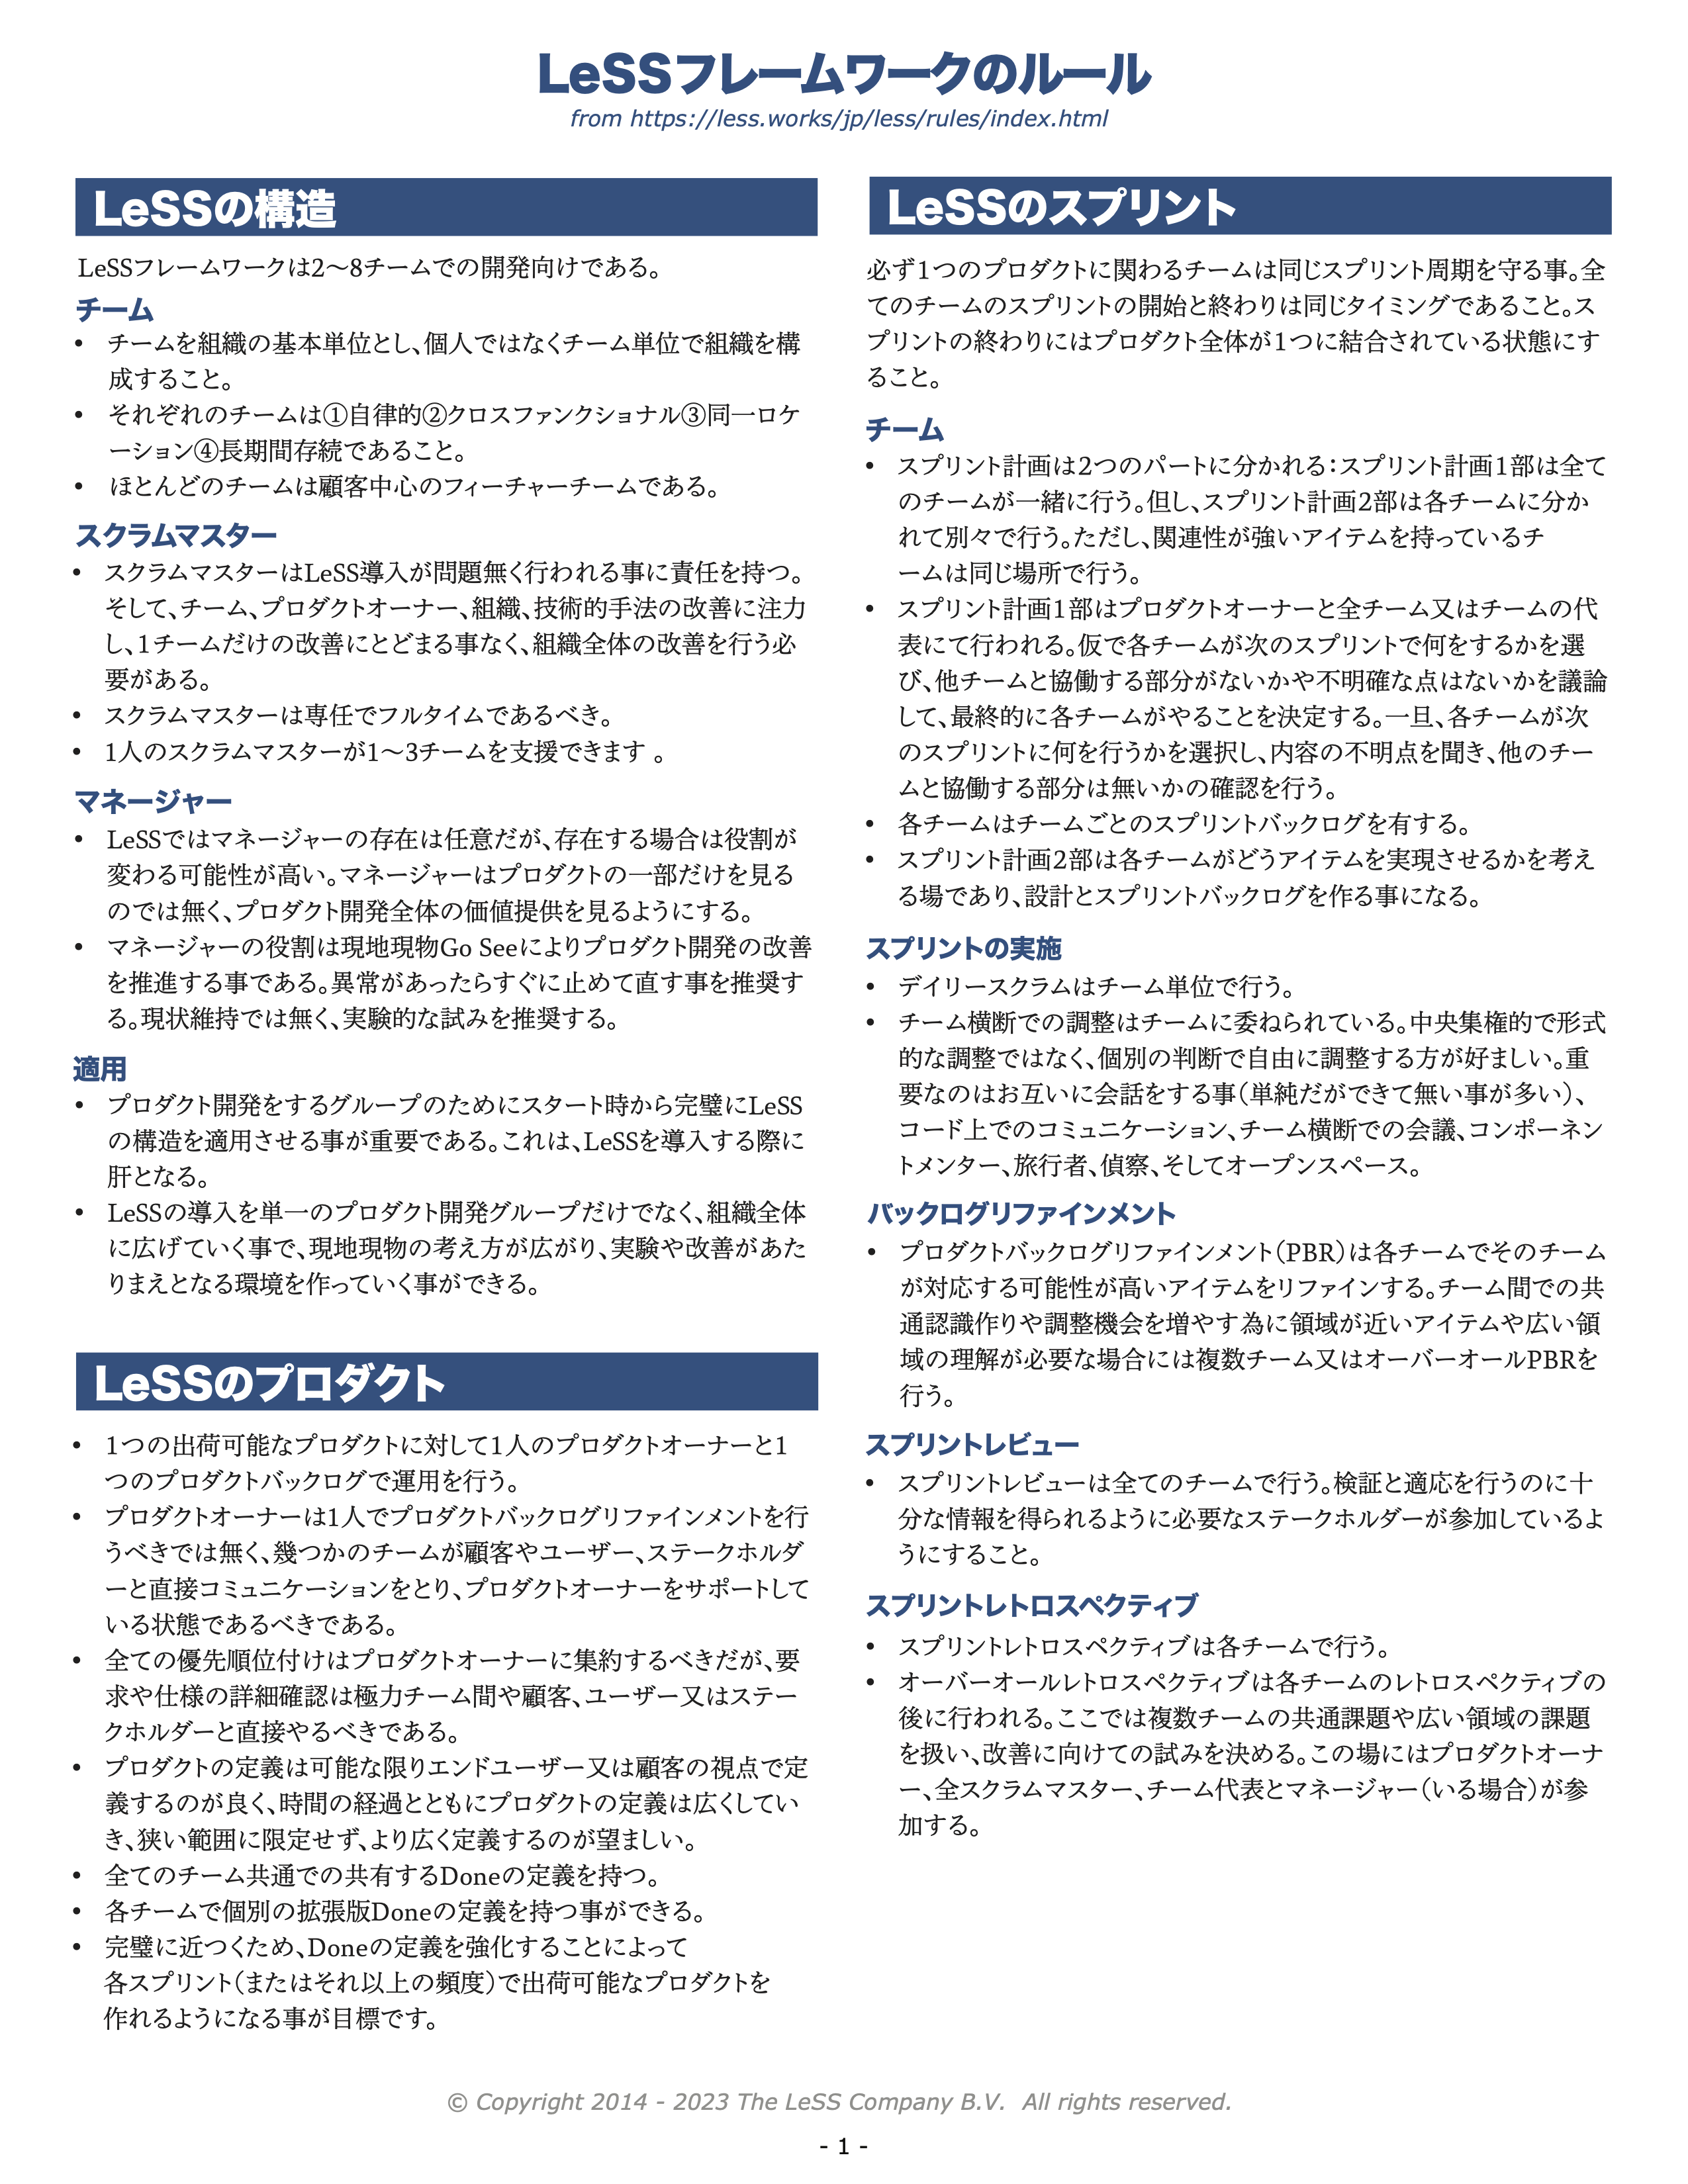 LeSSフレームワークのルール
from https://less.works/jp/less/rules/index.html
LeSSの構造
LeSSフレームワークは2〜8チームでの開発向けである。
チーム
• チームを組織の基本単位とし、個人ではなくチーム単位で組織を構
成すること。
• それぞれのチームは①自律的②クロスファンクショナル③同一ロケ
ーション④長期間存続であること。
• ほとんどのチームは顧客中心のフィーチャーチームである。
スクラムマスター
• スクラムマスターはLeSS導入が問題無く行われる事に責任を持つ。
そして、チーム、プロダクトオーナー、組織、技術的手法の改善に注力
し、1チームだけの改善にとどまる事なく、組織全体の改善を行う必
要がある。
• スクラムマスターは専任でフルタイムであるべき。
• 1人のスクラムマスターが1〜3チームを支援できます 。
マネージャー
• LeSSではマネージャーの存在は任意だが、存在する場合は役割が
変わる可能性が高い。マネージャーはプロダクトの一部だけを見る
のでは無く、プロダクト開発全体の価値提供を見るようにする。
• マネージャーの役割は現地現物Go Seeによりプロダクト開発の改善
を推進する事である。異常があったらすぐに止めて直す事を推奨す
る。現状維持では無く、実験的な試みを推奨する。
適用
• プロダクト開発をするグループのためにスタート時から完璧にLeSS
の構造を適用させる事が重要である。これは、LeSSを導入する際に
肝となる。
• LeSSの導入を単一のプロダクト開発グループだけでなく、組織全体
に広げていく事で、現地現物の考え方が広がり、実験や改善があた
りまえとなる環境を作っていく事ができる。
LeSSのプロダクト
• 1つの出荷可能なプロダクトに対して1人のプロダクトオーナーと1
つのプロダクトバックログで運用を行う。
• プロダクトオーナーは1人でプロダクトバックログリファインメントを行
うべきでは無く、幾つかのチームが顧客やユーザー、ステークホルダ
ーと直接コミュニケーションをとり、プロダクトオーナーをサポートして
いる状態であるべきである。
• 全ての優先順位付けはプロダクトオーナーに集約するべきだが、要
求や仕様の詳細確認は極力チーム間や顧客、ユーザー又はステー
クホルダーと直接やるべきである。
• プロダクトの定義は可能な限りエンドユーザー又は顧客の視点で定
義するのが良く、時間の経過とともにプロダクトの定義は広くしてい
き、狭い範囲に限定せず、より広く定義するのが望ましい。
• 全てのチーム共通での共有するDoneの定義を持つ。
• 各チームで個別の拡張版Doneの定義を持つ事ができる。
• 完璧に近つくため、Doneの定義を強化することによって
各スプリント（またはそれ以上の頻度）で出荷可能なプロダクトを
作れるようになる事が目標です。
LeSSのスプリント
必ず1つのプロダクトに関わるチームは同じスプリント周期を守る事。全
てのチームのスプリントの開始と終わりは同じタイミングであること。ス
プリントの終わりにはプロダクト全体が1つに結合されている状態にす
ること。
チーム
• スプリント計画は2つのパートに分かれる：スプリント計画1部は全て
のチームが一緒に行う。但し、スプリント計画2部は各チームに分か
れて別々で行う。ただし、関連性が強いアイテムを持っているチ
ームは同じ場所で行う。
• スプリント計画1部はプロダクトオーナーと全チーム又はチームの代
表にて行われる。仮で各チームが次のスプリントで何をするかを選
び、他チームと協働する部分がないかや不明確な点はないかを議論
して、最終的に各チームがやることを決定する。一旦、各チームが次
のスプリントに何を行うかを選択し、内容の不明点を聞き、他のチー
ムと協働する部分は無いかの確認を行う。
• 各チームはチームごとのスプリントバックログを有する。
• スプリント計画2部は各チームがどうアイテムを実現させるかを考え
る場であり、設計とスプリントバックログを作る事になる。
スプリントの実施
• デイリースクラムはチーム単位で行う。
• チーム横断での調整はチームに委ねられている。中央集権的で形式
的な調整ではなく、個別の判断で自由に調整する方が好ましい。重
要なのはお互いに会話をする事（単純だができて無い事が多い）、
コード上でのコミュニケーション、チーム横断での会議、コンポーネン
トメンター、旅行者、偵察、そしてオープンスペース。
バックログリファインメント
• プロダクトバックログリファインメント（PBR）は各チームでそのチーム
が対応する可能性が高いアイテムをリファインする。チーム間での共
通認識作りや調整機会を増やす為に領域が近いアイテムや広い領
域の理解が必要な場合には複数チーム又はオーバーオールPBRを
行う。
スプリントレビュー
• スプリントレビューは全てのチームで行う。検証と適応を行うのに十
分な情報を得られるように必要なステークホルダーが参加しているよ
うにすること。
スプリントレトロスペクティブ
• スプリントレトロスペクティブは各チームで行う。
• オーバーオールレトロスペクティブは各チームのレトロスペクティブの
後に行われる。ここでは複数チームの共通課題や広い領域の課題
を扱い、改善に向けての試みを決める。この場にはプロダクトオーナ
ー、全スクラムマスター、チーム代表とマネージャー（いる場合）が参
加する。
© Copyright 2014 - 2023 The LeSS Company B.V. All rights reserved.
- 1 -